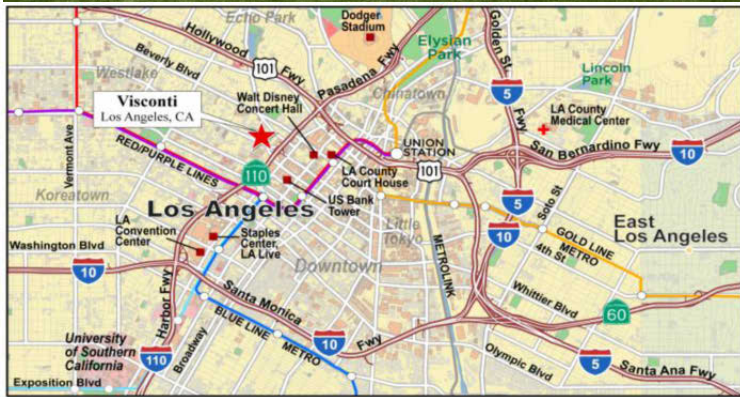 Echo Park
Dodger
Stadium
Elysian
Park
Golden St
Fwy
Hollywood
Fwy
101
Beverly Blvd
Pasadena Fwy
5
Lincoln
Park
Westlake
Visconti
Los Angeles, CA
Walt Disney
Concert Hall
Chinatown
LA County
Medical Center
Vermont Ave
RED/PURPLE LINES
UNION
STATION
San Bernardino Fwy
10
110
LA County
Court House
101
Koreatown
US Bank
Tower
5
Soto St
Los Angeles
LA
Convention
Center
Staples
Center,
LA Live
Little
Tokyo
10
East
Los Angeles
Washington Blvd
10
GOLD LINE
METRO
4th St
Downtown
METROLINK
Harbor Fwy
Santa Monica
Fwy
Whittier Blvd
60
University
of Southern
California
BLUE LINE
METRO
10
110
Broadway
Olympic Blvd
5
Santa Ana Fwy
Exposition Blvd